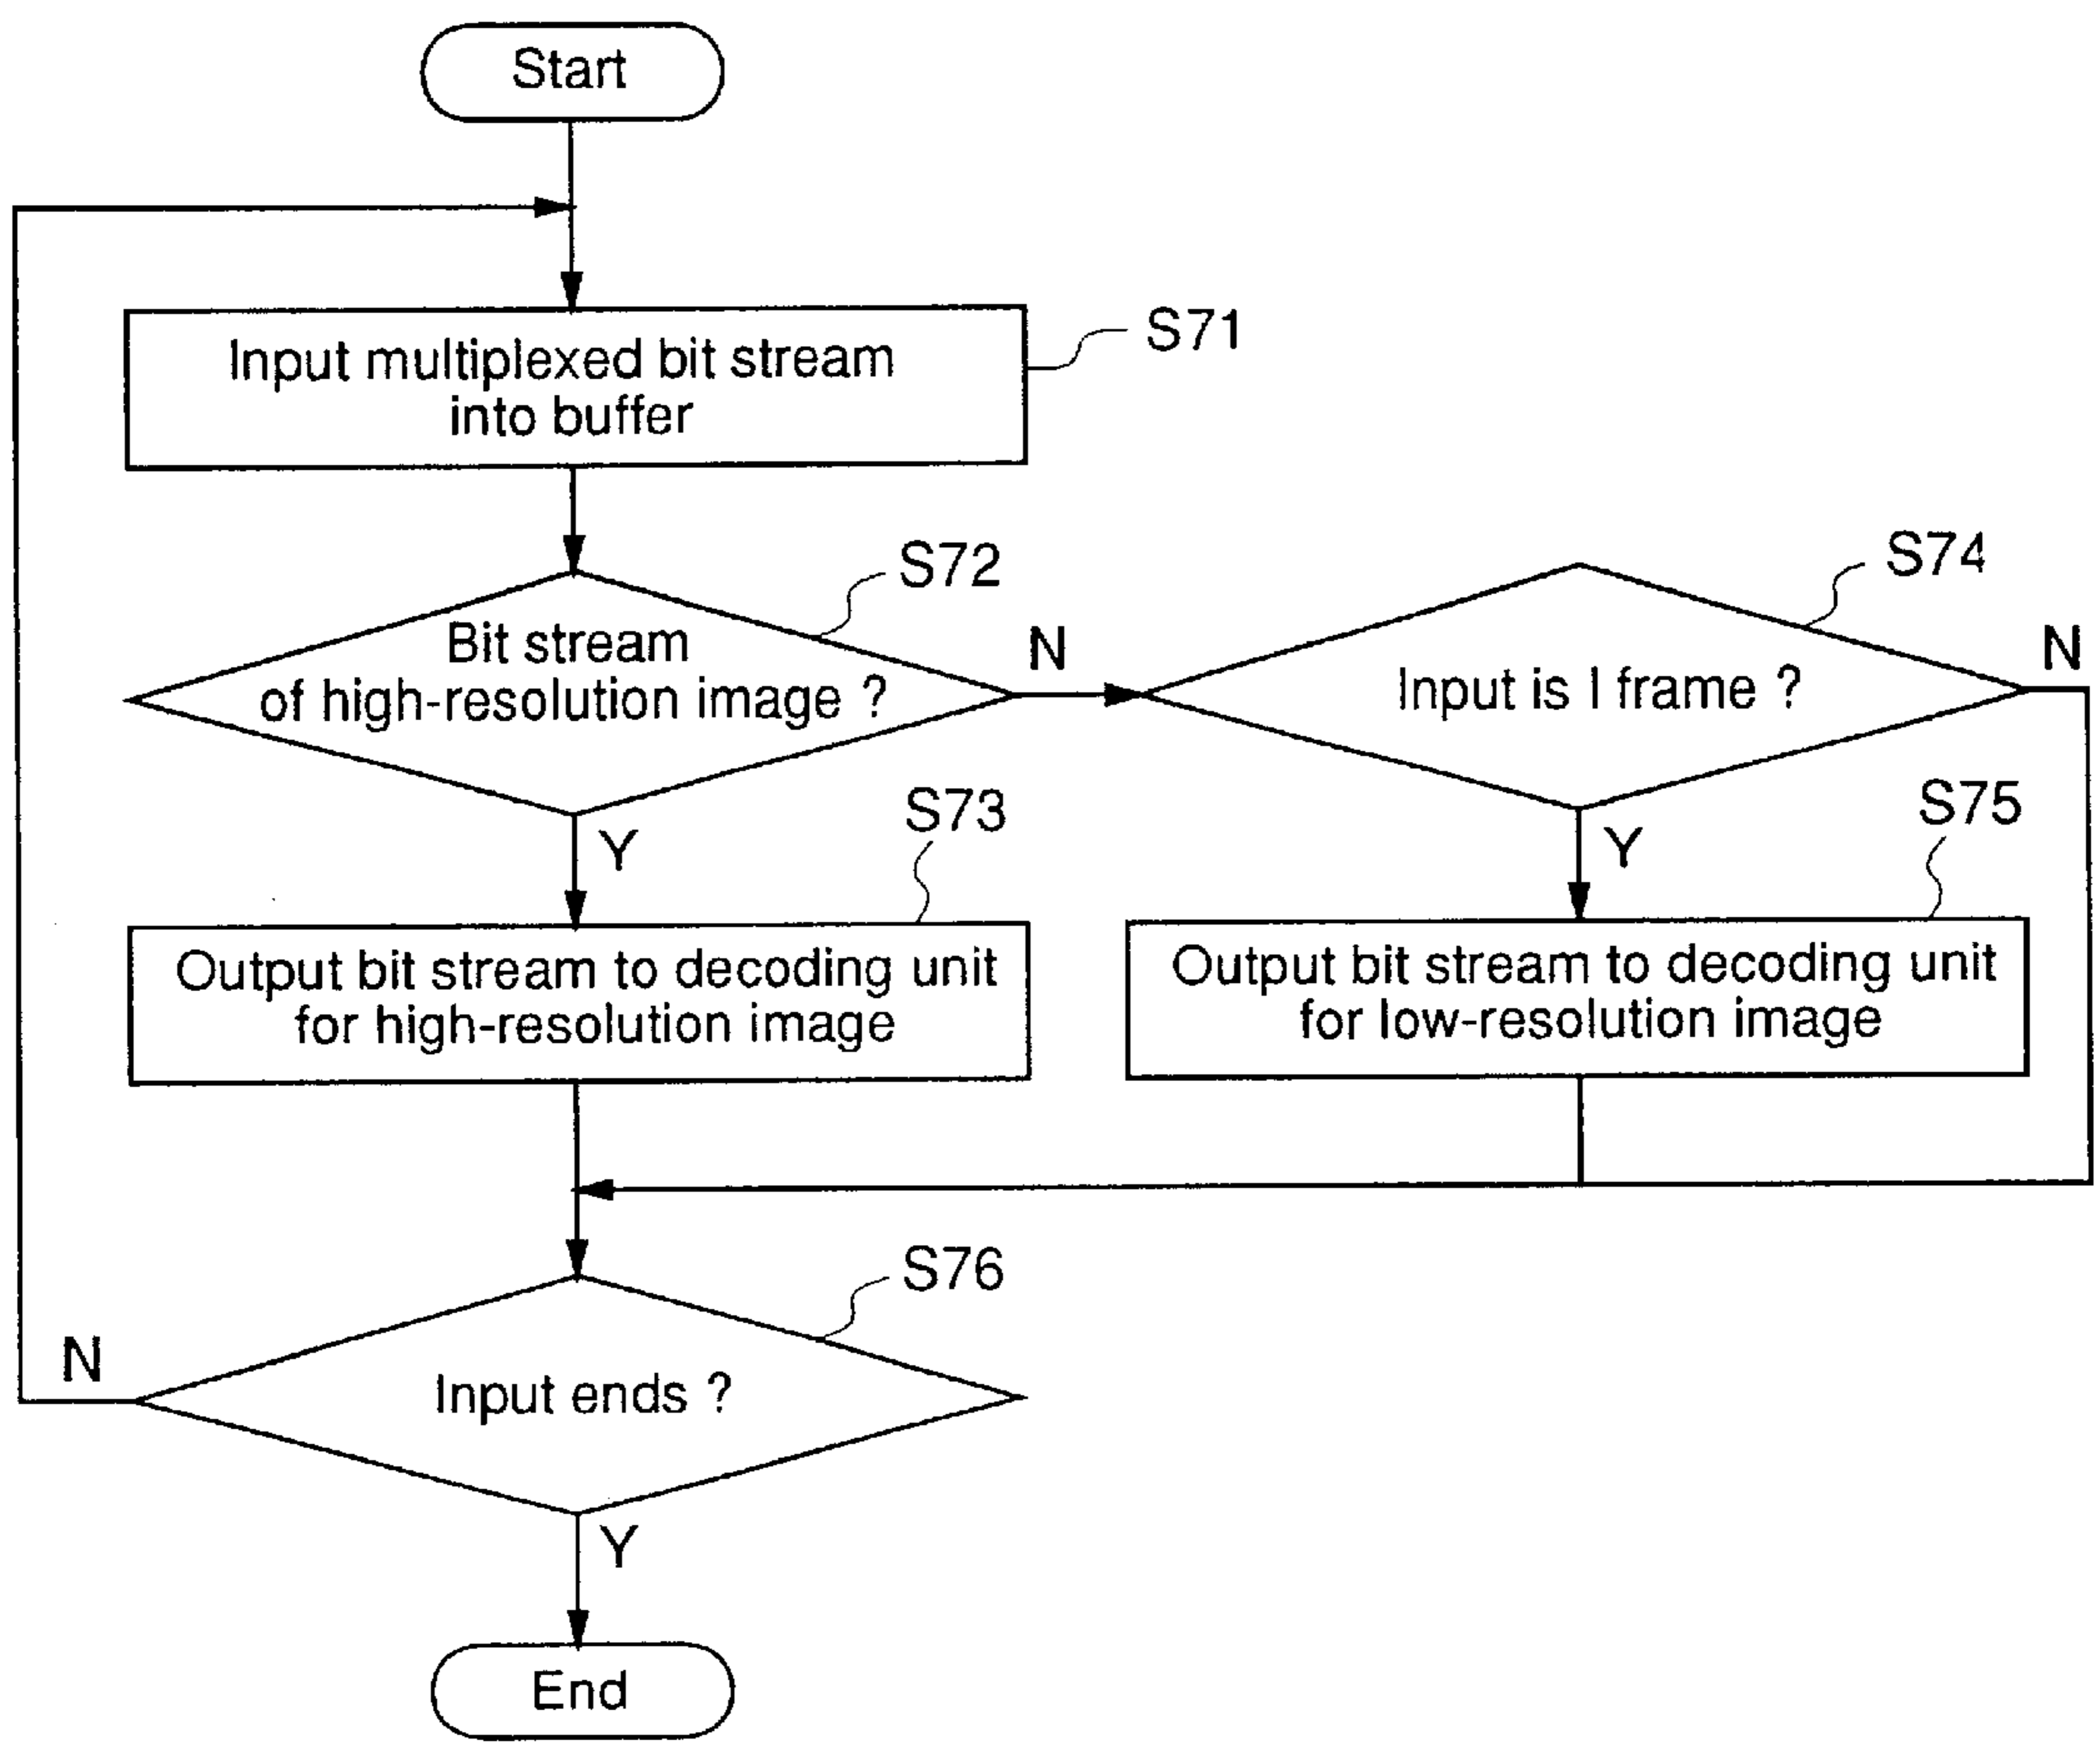 Start
Input multiplexed bit stream
into buffer
S71
S72
Bit stream
of high-resolution image ?
N
Y
S74
Input is I frame ?
N
Y
S73
Output bit stream to decoding unit
for high-resolution image
S75
Output bit stream to decoding unit
for low-resolution image
S76
Input ends ?
N
Y
End